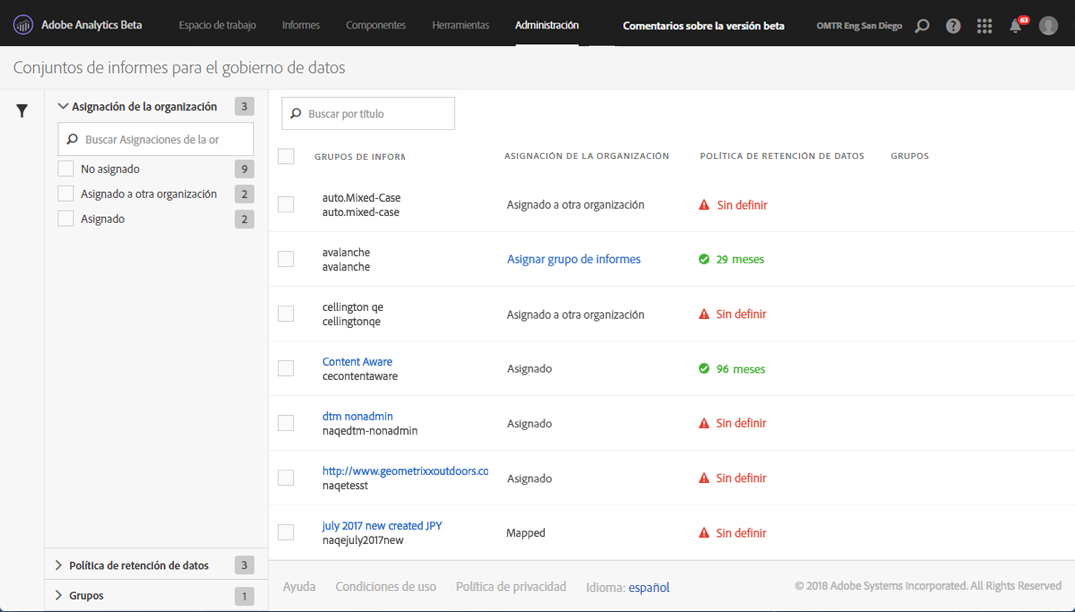 Adobe Analytics Beta
Espacio de trabajo
Informes
Componentes
Herramientas
Administración
Comentarios sobre la versión beta
OMTR Eng San Diego
63
Conjuntos de informes para el gobierno de datos
Asignación de la organización 3
Buscar Asignaciones de la or
No asignado 9
Asignado a otra organización 2
Asignado 2
Política de retención de datos 3
Grupos 1
Buscar por título
GRUPOS DE INFORM ASIGNACIÓN DE LA ORGANIZACIÓN POLÍTICA DE RETENCIÓN DE DATOS GRUPOS
auto.Mixed-Case
auto.mixed-case
Asignado a otra organización
Sin definir
avalanche
avalanche
Asignar grupo de informes
29 meses
cellington qe
cellingtonqe
Asignado a otra organización
Sin definir
Content Aware
cecontentaware
Asignado
96 meses
dtm nonadmin
naqedtm-nonadmin
Asignado
Sin definir
http://www.geometrixxoutdoors.co
naqetesst
Asignado
Sin definir
july 2017 new created JPY
naqejuly2017new
Mapped
Sin definir
Ayuda
Condiciones de uso
Política de privacidad
Idioma: español
© 2018 Adobe Systems Incorporated. All Rights Reserved